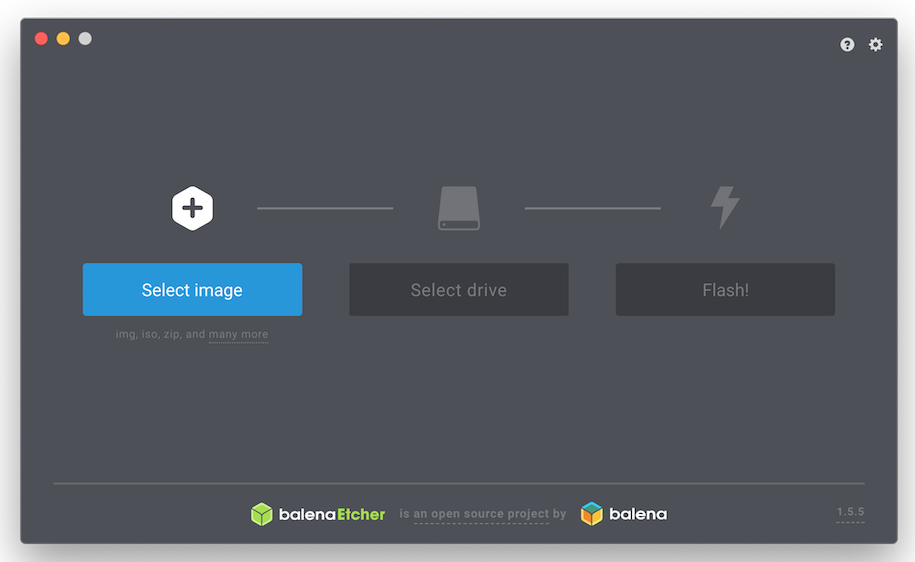 Select image
Select drive
Flash!
img, iso, zip, and many more
balenaEtcher is an open source project by balena
1.5.5